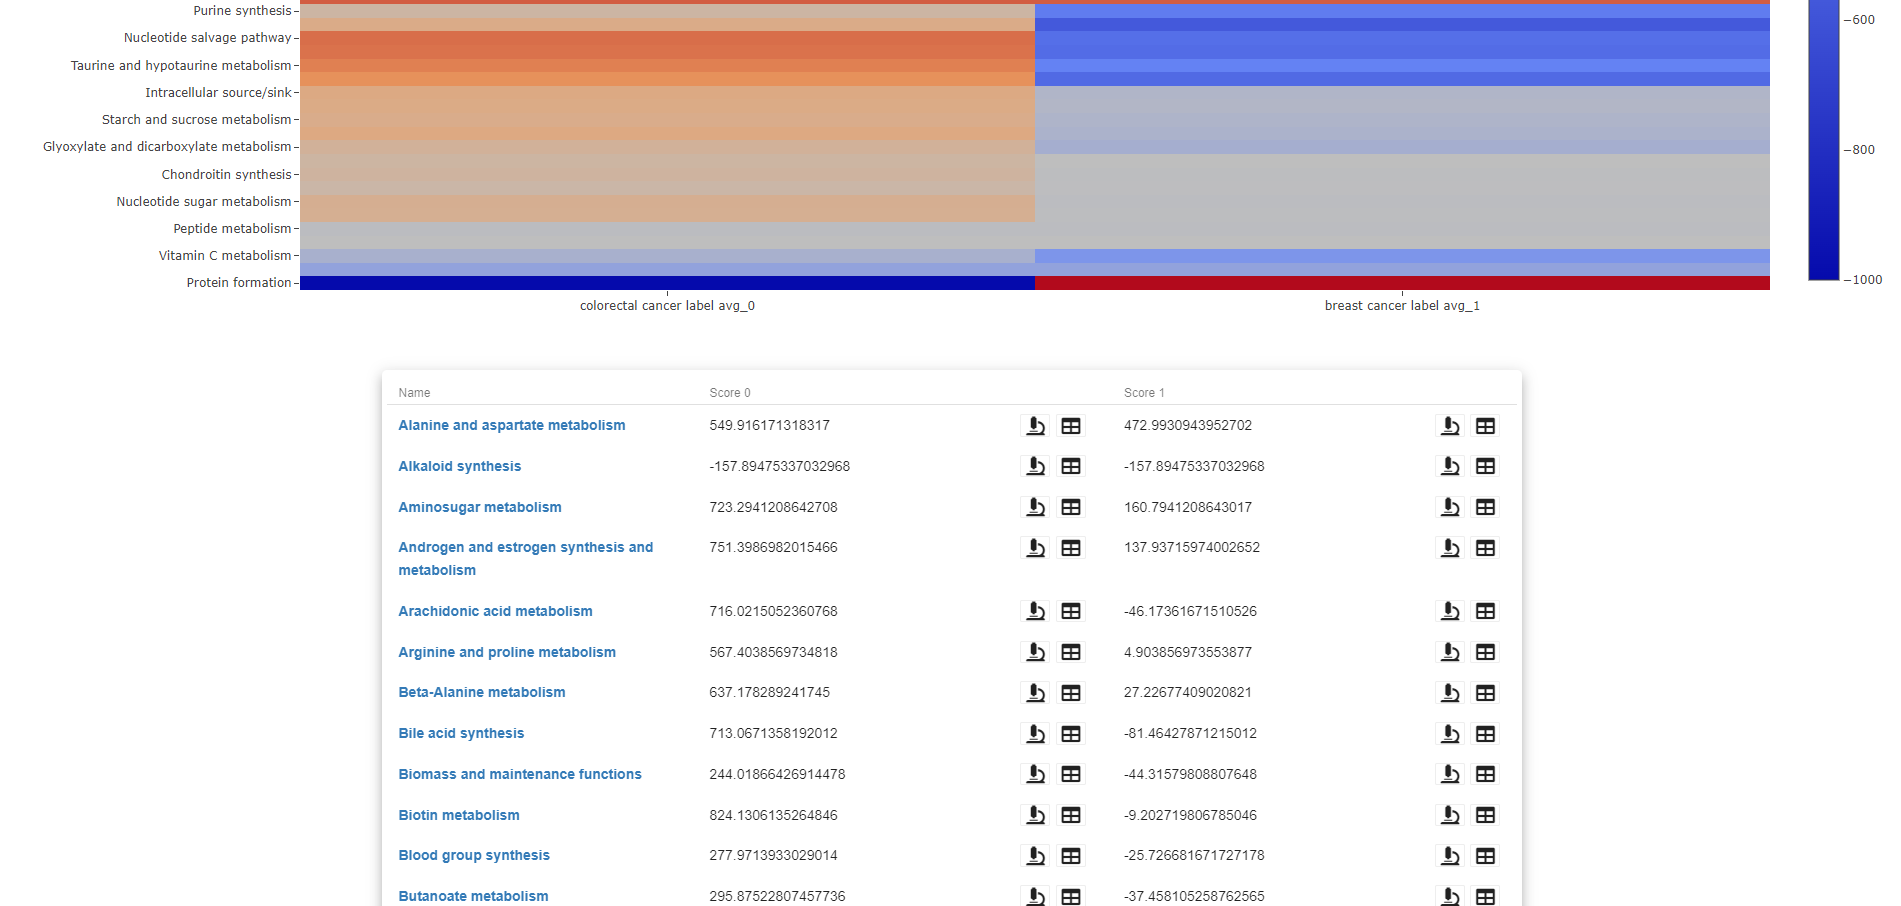 Purine synthesis
Nucleotide salvage pathway
Taurine and hypotaurine metabolism
Intracellular source/sink
Starch and sucrose metabolism
Glyoxylate and dicarboxylate metabolism
Chondroitin synthesis
Nucleotide sugar metabolism
Peptide metabolism
Vitamin C metabolism
Protein formation
−600
−800
−1000
colorectal cancer label avg_0 breast cancer label avg_1
Name Score 0 Score 1
Alanine and aspartate metabolism 549.916171318317 472.9930943952702
Alkaloid synthesis -157.89475337032968 -157.89475337032968
Aminosugar metabolism 723.2941208642708 160.7941208643017
Androgen and estrogen synthesis and 751.3986982015466 137.93715974002652
metabolism
Arachidonic acid metabolism 716.0215052360768 -46.17361671510526
Arginine and proline metabolism 567.4038569734818 4.903856973553877
Beta-Alanine metabolism 637.178289241745 27.22677409020821
Bile acid synthesis 713.0671358192012 -81.46427871215012
Biomass and maintenance functions 244.01866426914478 -44.31579808807648
Biotin metabolism 824.1306135264846 -9.202719806785046
Blood group synthesis 277.9713933029014 -25.726681671727178
Butanoate metabolism 295.87522807457736 -37.458105258762565